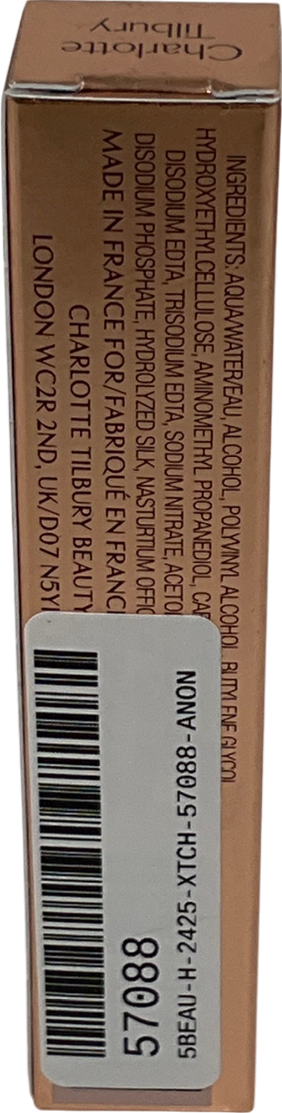 Charlotte
Tilbury
INGREDIENTS: AQUA/WATER/EAU, ALCOHOL, POLYVINYL ALCOHOL, BUTYLENE GLYCOL
HYDROXYETHYLCELLULOSE, AMINOMETHYL PROPANEDIOL,
DISODIUM EDTA, TRISODIUM EDTA, SODIUM NITRATE,
DISODIUM PHOSPHATE, HYDROLYZED SILK, NASTURTIUM
MADE IN FRANCE FOR/FABRIQUÉ EN
CHARLOTTE TILBURY BEAUTY
LONDON WC2R 2ND, UK/D07 N5Y
5BEAU-H-2425-XTCH-57088-ANON
57088